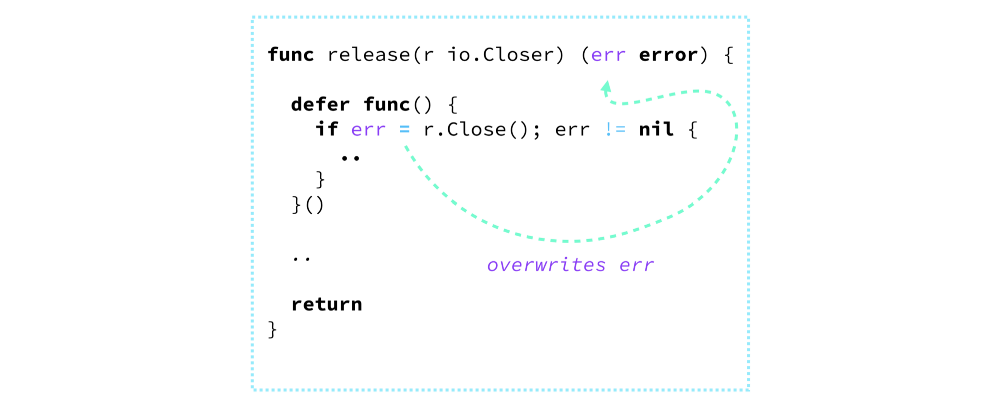 func release(r io.Closer) (err error) {
defer func() {
if err = r.Close(); err != nil {
..
}
}()
..
overwrites err
return
}